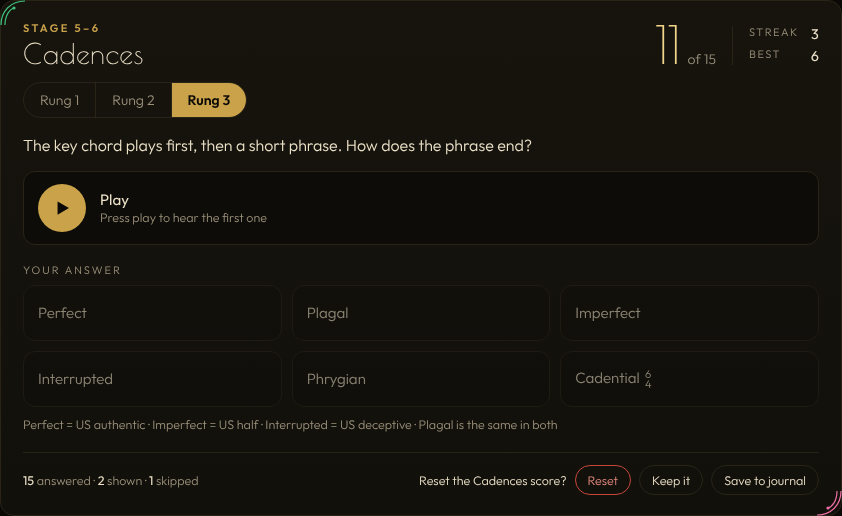 STAGE 5–6
Cadences
11 of 15
STREAK 3
BEST 6
Rung 1 Rung 2 Rung 3
The key chord plays first, then a short phrase. How does the phrase end?
Play
Press play to hear the first one
YOUR ANSWER
Perfect Plagal Imperfect
Interrupted Phrygian Cadential 6 4
Perfect = US authentic · Imperfect = US half · Interrupted = US deceptive · Plagal is the same in both
15 answered · 2 shown · 1 skipped Reset the Cadences score? Reset Keep it Save to journal